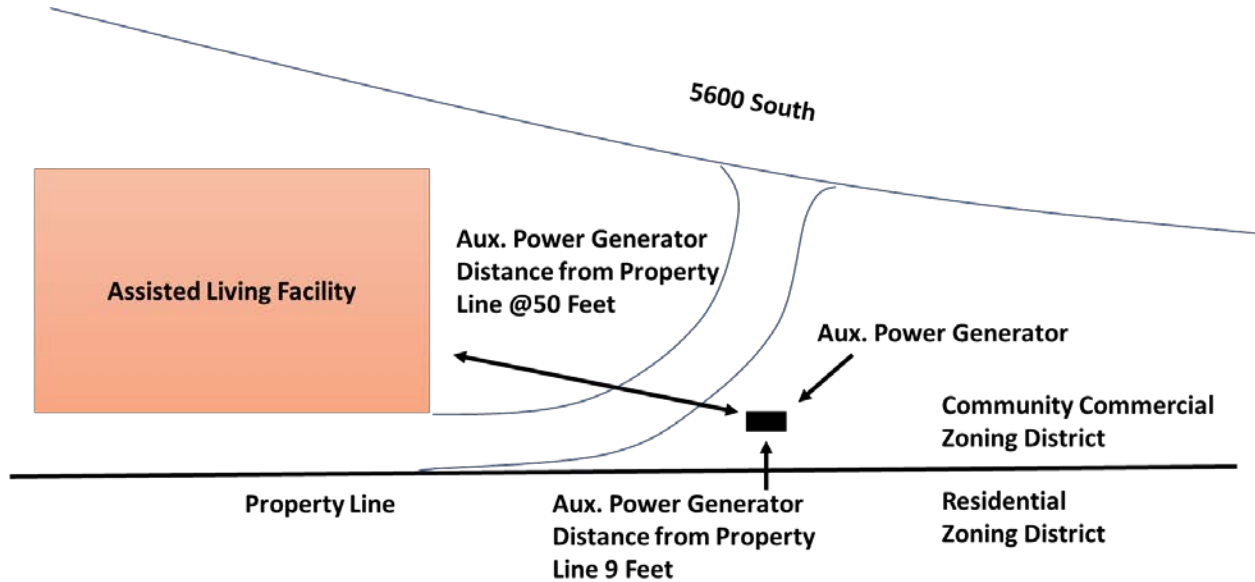 5600 South
Aux. Power Generator
Distance from Property
Line @50 Feet
Assisted Living Facility
Aux. Power Generator
Community Commercial
Zoning District
Property Line
Aux. Power Generator
Distance from Property
Line 9 Feet
Residential
Zoning District